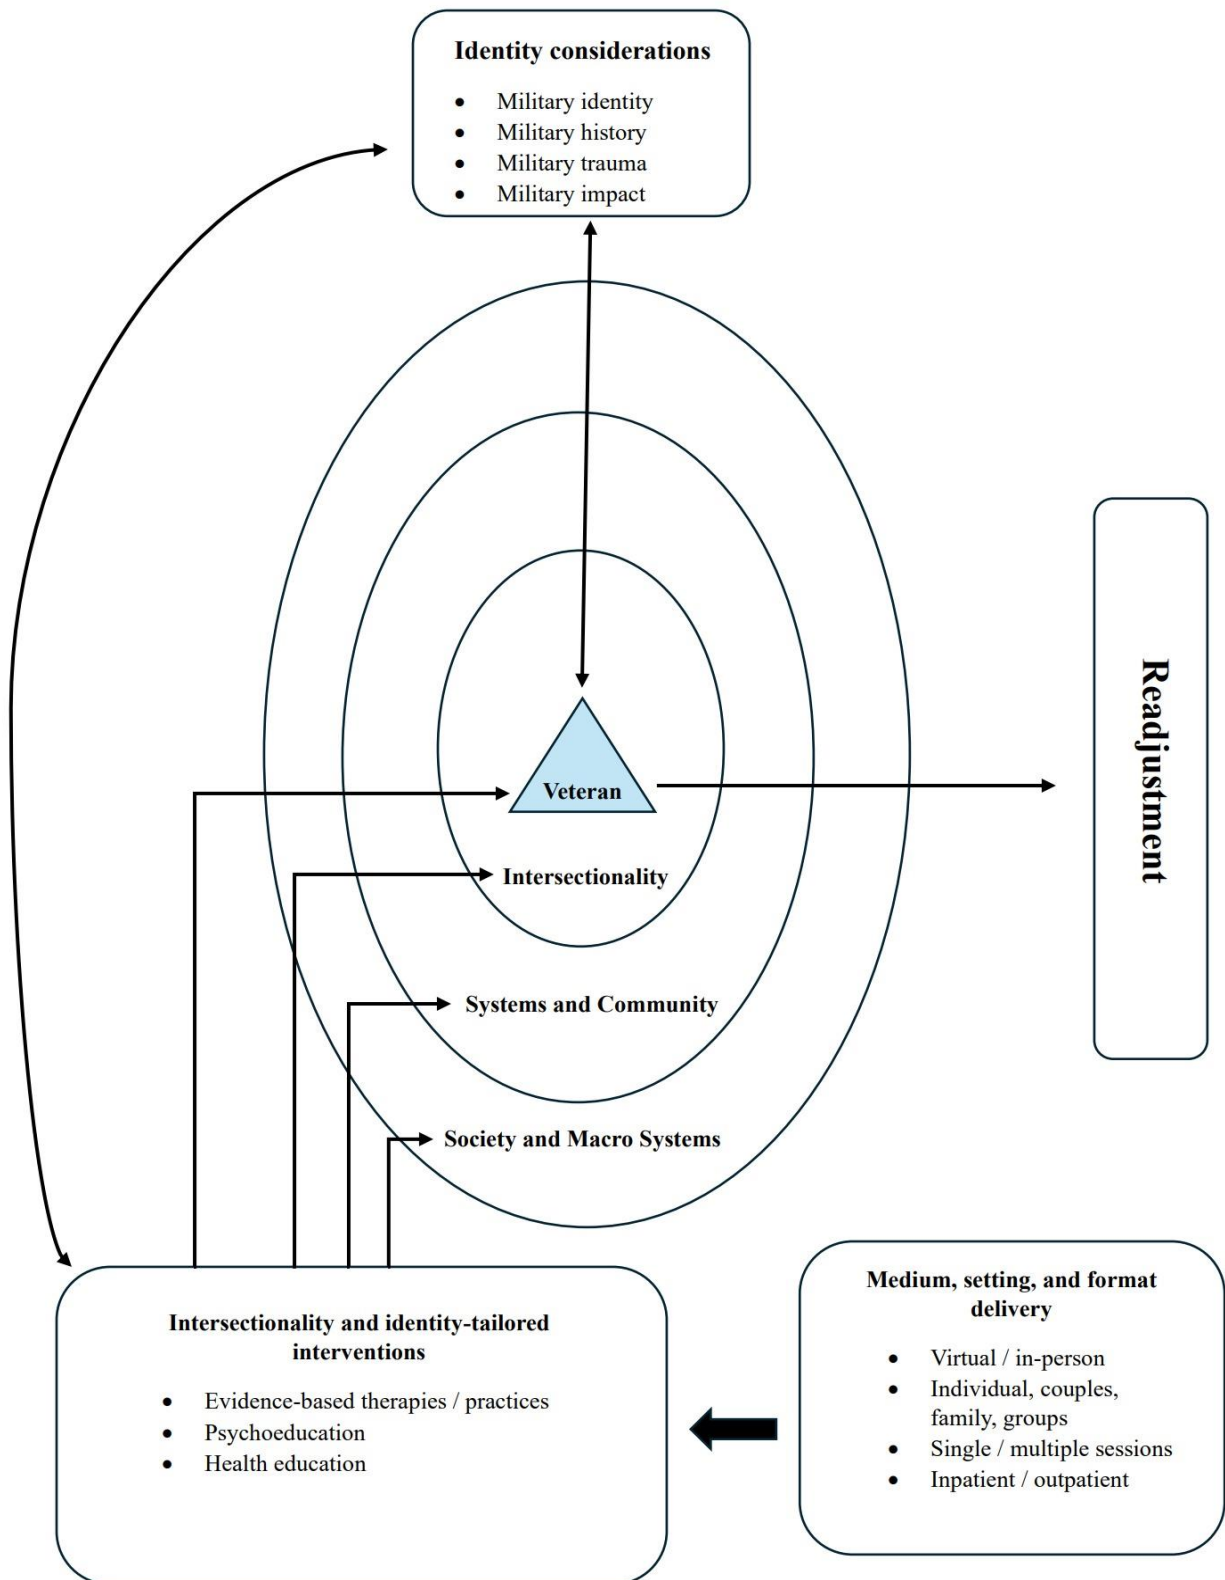 Identity considerations
• Military identity
• Military history
• Military trauma
• Military impact
Readjustment
Veteran
Intersectionality
Systems and Community
Society and Macro Systems
Intersectionality and identity-tailored
interventions
• Evidence-based therapies / practices
• Psychoeducation
• Health education
Medium, setting, and format
delivery
• Virtual / in-person
• Individual, couples,
family, groups
• Single / multiple sessions
• Inpatient / outpatient